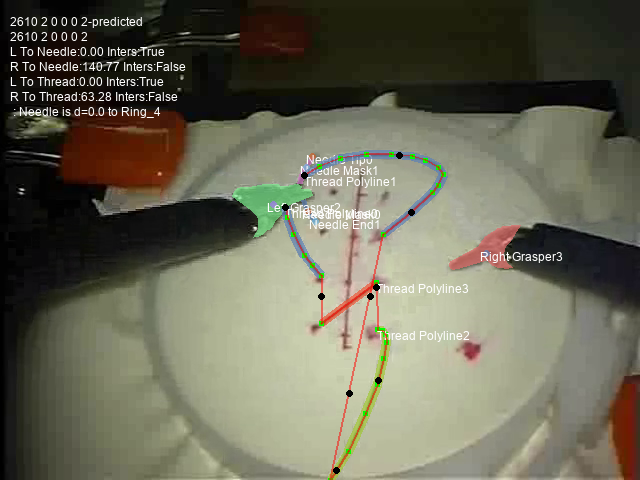 2610 2 0 0 0 2-predicted
2610 2 0 0 0 2
L To Needle:0.00 Inters:True
R To Needle:140.77 Inters:False
L To Thread:0.00 Inters:True
R To Thread:63.28 Inters:False
: Needle is d=0.0 to Ring_4
Needle Tip0
Needle Mask1
Thread Polyline1
Left Grasper2
Needle End1
Right Grasper3
Thread Polyline3
Thread Polyline2